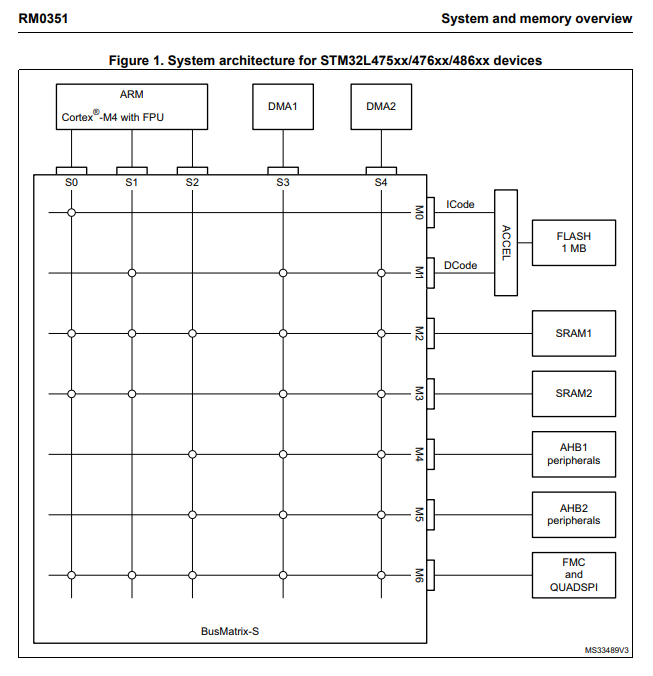 RM0351
System and memory overview
Figure 1. System architecture for STM32L475xx/476xx/486xx devices
ARM
Cortex®-M4 with FPU
DMA1
DMA2
S0
S1
S2
S3
S4
M0
ICode
ACCEL
FLASH
1 MB
M1
DCode
M2
SRAM1
M3
SRAM2
M4
AHB1
peripherals
M5
AHB2
peripherals
M6
FMC
and
QUADSPI
BusMatrix-S
MS33489V3